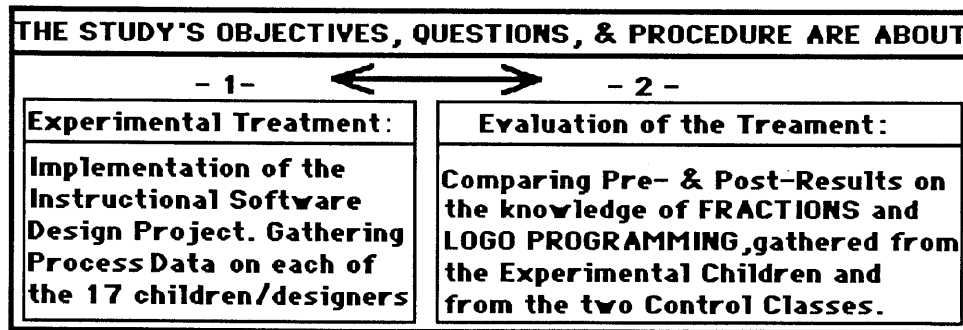 THE STUDY'S OBJECTIVES, QUESTIONS, & PROCEDURE ARE ABOUT
- 1 -
Experimental Treatment:
Implementation of the
Instructional Software
Design Project. Gathering
Process Data on each of
the 17 children/designers
- 2 -
Evaluation of the Treament:
Comparing Pre- & Post-Results on
the knowledge of FRACTIONS and
LOGO PROGRAMMING,gathered from
the Experimental Children and
from the two Control Classes.